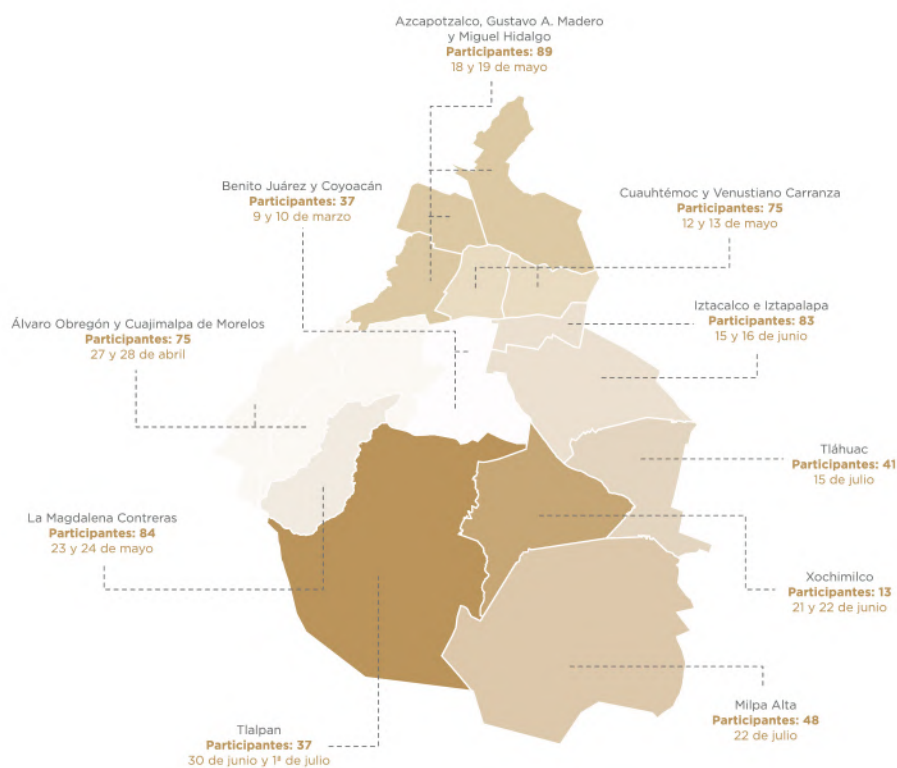 Azcapotzalco, Gustavo A. Madero
y Miguel Hidalgo
Participantes: 89
18 y 19 de mayo
Benito Juárez y Coyoacán
Participantes: 37
9 y 10 de marzo
Cuauhtémoc y Venustiano Carranza
Participantes: 75
12 y 13 de mayo
Álvaro Obregón y Cuajimalpa de Morelos
Participantes: 75
27 y 28 de abril
Iztacalco e Iztapalapa
Participantes: 83
15 y 16 de junio
Tláhuac
Participantes: 41
15 de julio
La Magdalena Contreras
Participantes: 84
23 y 24 de mayo
Xochimilco
Participantes: 13
21 y 22 de junio
Milpa Alta
Participantes: 48
22 de julio
Tlalpan
Participantes: 37
30 de junio y 1ª de julio